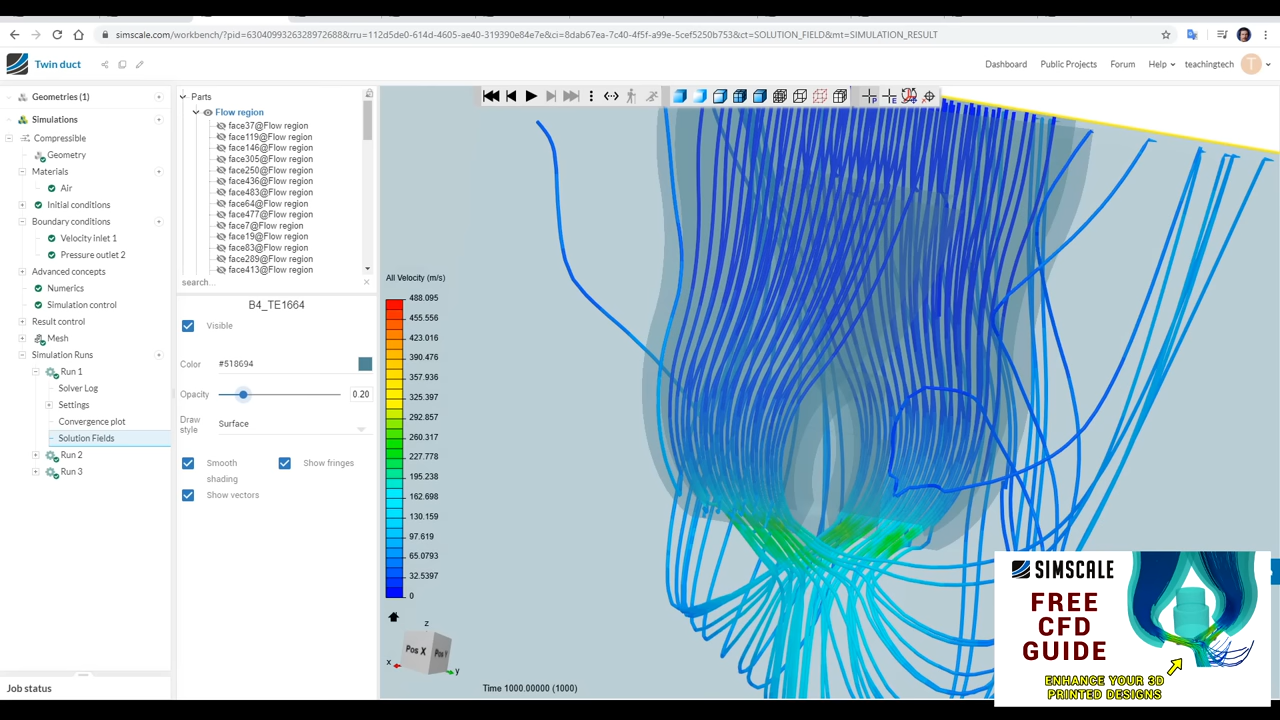 simscale.com/workbench/?pid=6304099326328972688&rru=112d5de0-614d-4605-ae40-319390e84e7e&ci=8dab67ea-7c40-4f5f-a99e-5cef5250b753&ct=SOLUTION_FIELD&mt=SIMULATION_RESULT
Twin duct
Dashboard
Public Projects
Forum
Help
teachingtech
T
Geometries (1)
Simulations
Compressible
Geometry
Materials
Air
Initial conditions
Boundary conditions
Velocity inlet 1
Pressure outlet 2
Advanced concepts
Numerics
Simulation control
Result control
Mesh
Simulation Runs
Run 1
Solver Log
Settings
Convergence plot
Solution Fields
Run 2
Run 3
Job status
Parts
Flow region
face37@Flow region
face119@Flow region
face146@Flow region
face305@Flow region
face250@Flow region
face436@Flow region
face483@Flow region
face64@Flow region
face477@Flow region
face7@Flow region
face19@Flow region
face83@Flow region
face289@Flow region
face413@Flow region
search...
B4_TE1664
Visible
Color
#518694
Opacity
0.20
Draw
style
Surface
Smooth
shading
Show fringes
Show vectors
All Velocity (m/s)
488.095
455.556
423.016
390.476
357.936
325.397
292.857
260.317
227.778
195.238
162.698
130.159
97.619
65.0793
32.5397
0
z
Pos X
x
y
Time 1000.00000 (1000)
SIMSCALE
FREE
CFD
GUIDE
ENHANCE YOUR 3D
PRINTED DESIGNS